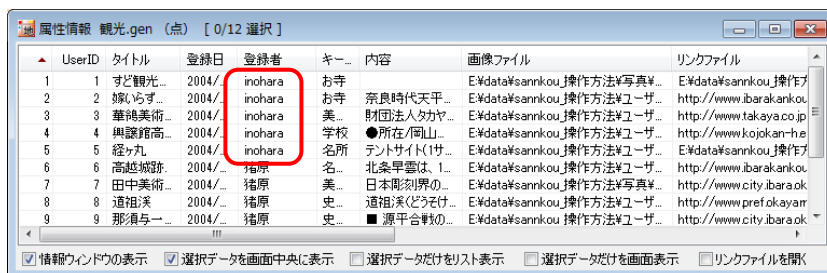 属性情報 観光.gen (点) [ 0/12 選択 ]
UserID タイトル 登録日 登録者 キー... 内容 画像ファイル リンクファイル
1 1 すど観光... 2004/... inohara お寺 E:¥data¥sannkou_操作方法¥写真¥... E:¥data¥sannkou_操作方
2 2 嫁いらず... 2004/... inohara お寺 奈良時代天平... E:¥data¥sannkou_操作方法¥ユーザ... http://www.ibarakankou
3 3 華鴒美術... 2004/... inohara 美... 財団法人タカヤ... E:¥data¥sannkou_操作方法¥ユーザ... http://www.takaya.co.jp
4 4 興譲館高... 2004/... inohara 学校 ●所在/岡山... E:¥data¥sannkou_操作方法¥ユーザ... http://www.kojokan-h.e
5 5 経ヶ丸 2004/... inohara 名所 テントサイト(1サ... E:¥data¥sannkou_操作方法¥ユーザ... E:¥data¥sannkou_操作方
6 6 高越城跡. 2004/... 猪原 名... 北条早雲は、1... E:¥data¥sannkou_操作方法¥ユーザ... http://www.ibarakankou
7 7 田中美術... 2004/... 猪原 美... 日本彫刻界の... E:¥data¥sannkou_操作方法¥写真¥... http://www.city.ibara.ok
8 8 道祖渓 2004/... 猪原 史... 道祖渓(どうそけ... E:¥data¥sannkou_操作方法¥ユーザ... http://www.pref.okayam
9 9 那須与一... 2004/... 猪原 史... ■ 源平合戦の... E:¥data¥sannkou_操作方法¥ユーザ... http://www.city.ibara.ok
情報ウィンドウの表示 選択データを画面中央に表示 選択データだけをリスト表示 選択データだけを画面表示 リンクファイルを開く